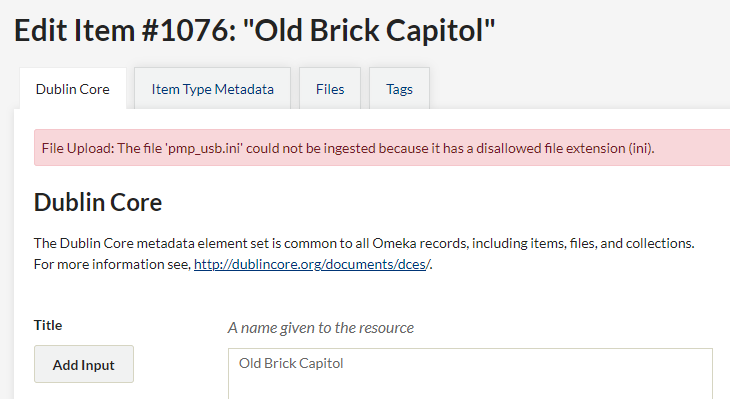 Edit Item #1076: "Old Brick Capitol"
Dublin Core
Item Type Metadata
Files
Tags
File Upload: The file 'pmp_usb.ini' could not be ingested because it has a disallowed file extension (ini).
Dublin Core
The Dublin Core metadata element set is common to all Omeka records, including items, files, and collections.
For more information see, http://dublincore.org/documents/dces/.
Title
A name given to the resource
Add Input
Old Brick Capitol